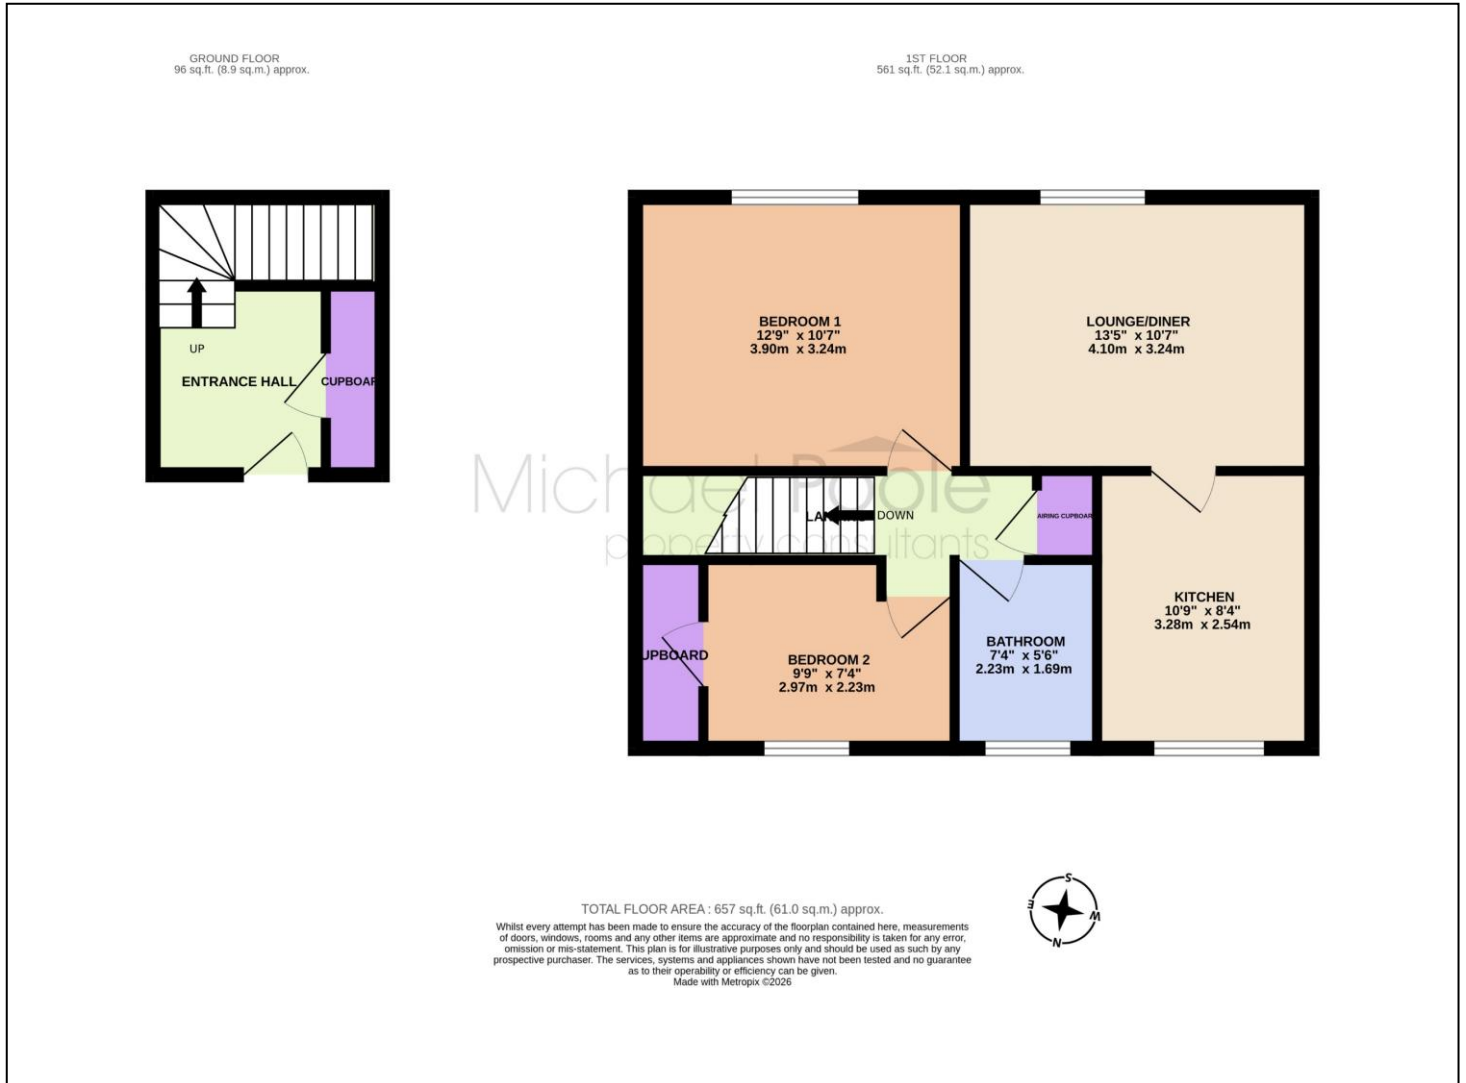 GROUND FLOOR
96 sq.ft. (8.9 sq.m.) approx.
1ST FLOOR
561 sq.ft. (52.1 sq.m.) approx.
UP
ENTRANCE HALL
CUPBOAR
BEDROOM 1
12'9" x 10'7"
3.90m x 3.24m
LOUNGE/DINER
13'5" x 10'7"
4.10m x 3.24m
Michael Poole
property consultants
DOWN
AIRING CUPBOAR
UPBOARD
BEDROOM 2
9'9" x 7'4"
2.97m x 2.23m
BATHROOM
7'4" x 5'6"
2.23m x 1.69m
KITCHEN
10'9" x 8'4"
3.28m x 2.54m
S
E
W
N
TOTAL FLOOR AREA : 657 sq.ft. (61.0 sq.m.) approx.
Whilst every attempt has been made to ensure the accuracy of the floorplan contained here, measurements
of doors, windows, rooms and any other items are approximate and no responsibility is taken for any error,
omission or mis-statement. This plan is for illustrative purposes only and should be used as such by any
prospective purchaser. The services, systems and appliances shown have not been tested and no guarantee
as to their operability or efficiency can be given.
Made with Metropix ©2026